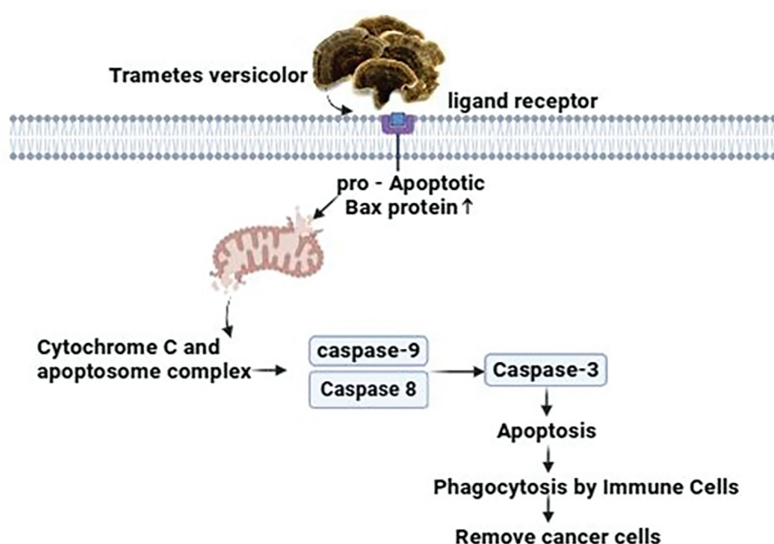 Trametes versicolor
ligand receptor
pro - Apoptotic
Bax protein↑
Cytochrome C and
apoptosome complex
caspase-9
Caspase 8
Caspase-3
Apoptosis
Phagocytosis by Immune Cells
Remove cancer cells